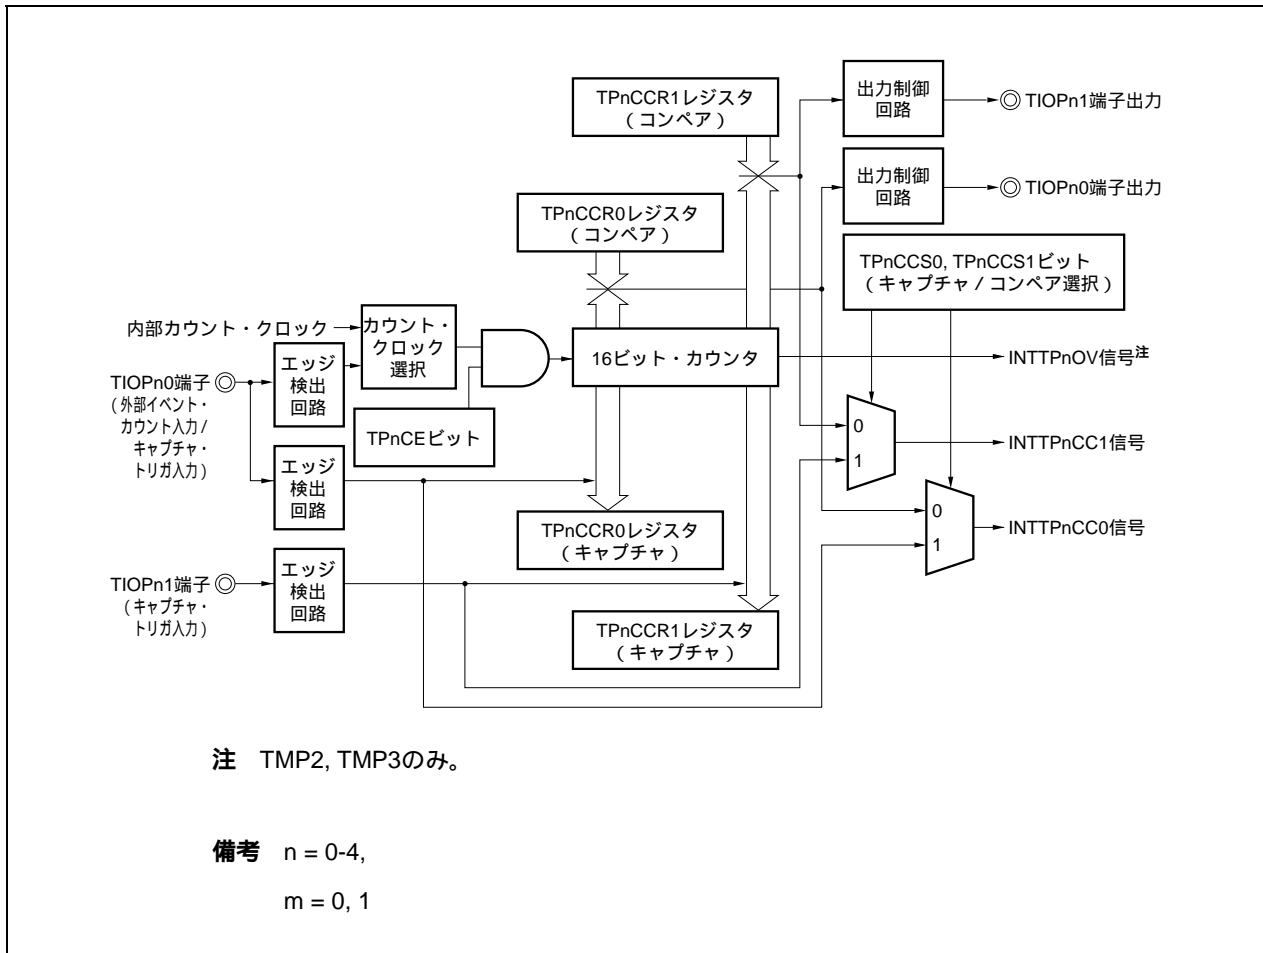 TPnCCR1レジスタ
(コンペア)
出力制御
回路
TIOPn1端子出力
出力制御
回路
TIOPn0端子出力
TPnCCR0レジスタ
(コンペア)
TPnCCS0, TPnCCS1ビット
(キャプチャ/コンペア選択)
内部カウント・クロック
カウント・
クロック
選択
16ビット・カウンタ
INTTPnOV信号注
TIOPn0端子
(外部イベント・
カウント入力/
キャプチャ・
トリガ入力)
エッジ
検出
回路
TPnCEビット
0
1
INTTPnCC1信号
エッジ
検出
回路
TPnCCR0レジスタ
(キャプチャ)
0
1
INTTPnCC0信号
TIOPn1端子
(キャプチャ・
トリガ入力)
エッジ
検出
回路
TPnCCR1レジスタ
(キャプチャ)
注 TMP2, TMP3のみ。
備考 n = 0-4,
m = 0, 1